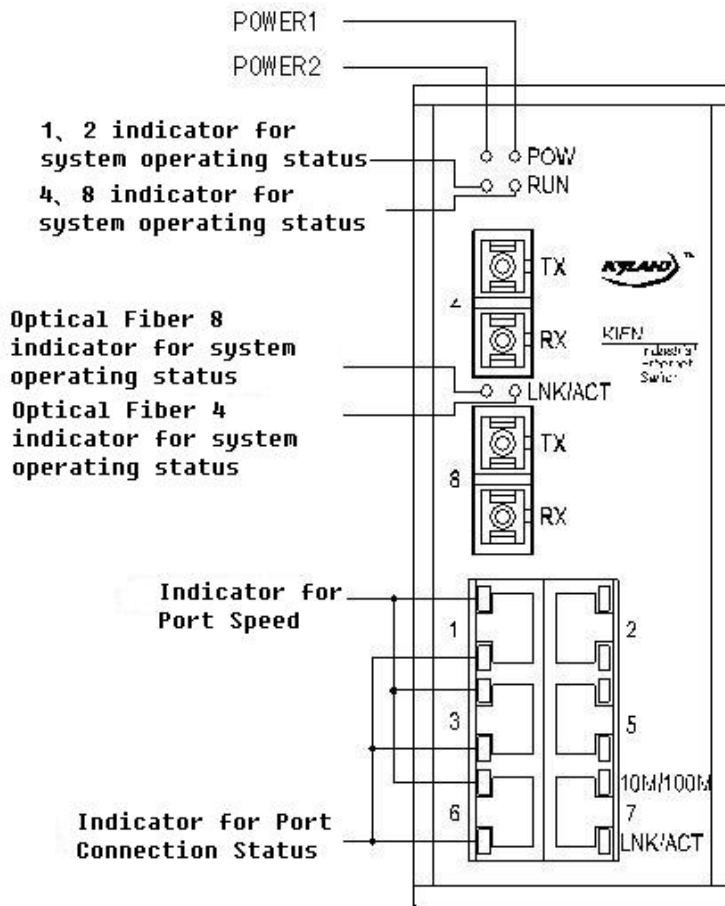 POWER1
POWER2
1、2 indicator for
system operating status
4、8 indicator for
system operating status
POW
RUN
TX
4
RX
KYLAND™
KIEN
Industrial
Ethernet
Optical Fiber 8
indicator for system
operating status
Optical Fiber 4
indicator for system
operating status
LNK/ACT
TX
8
RX
Indicator for
Port Speed
1
2
3
5
10M/100M
6
7
LNK/ACT
Indicator for Port
Connection Status